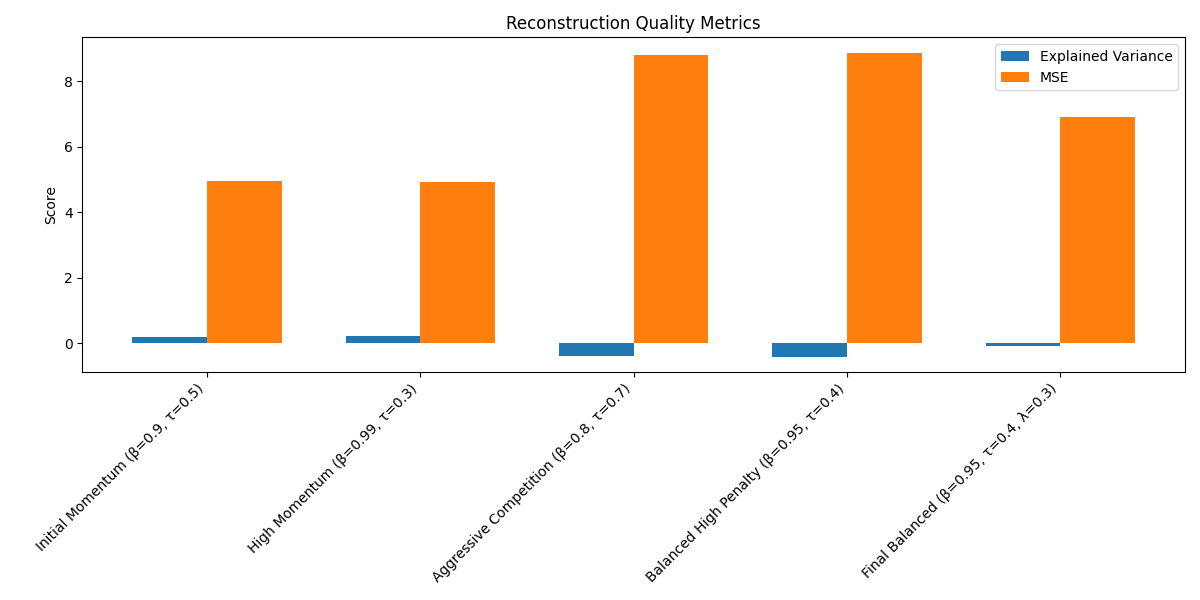 Reconstruction Quality Metrics
Explained Variance
MSE
Score
8
6
4
2
0
Initial Momentum (β=0.9, τ=0.5)
High Momentum (β=0.99, τ=0.3)
Aggressive Competition (β=0.8, τ=0.7)
Balanced High Penalty (β=0.95, τ=0.4)
Final Balanced (β=0.95, τ=0.4, λ=0.3)